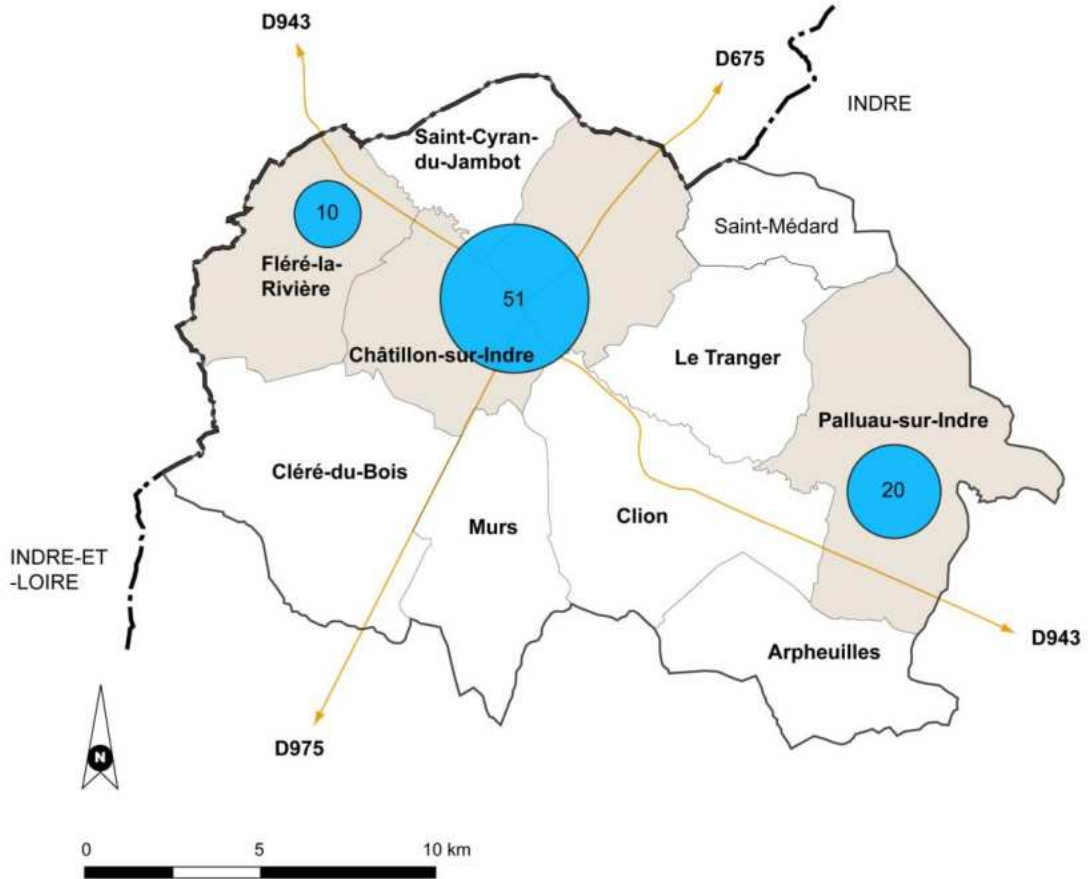 D943
D675
INDRE
Saint-Cyran-
du-Jambot
10
Saint-Médard
Fléré-la-
Rivière
51
Châtillon-sur-Indre
Le Tranger
Palluau-sur-Indre
Cléré-du-Bois
20
Murs
Clion
INDRE-ET
-LOIRE
D943
Arpheuilles
D975
N
0 5 10 km